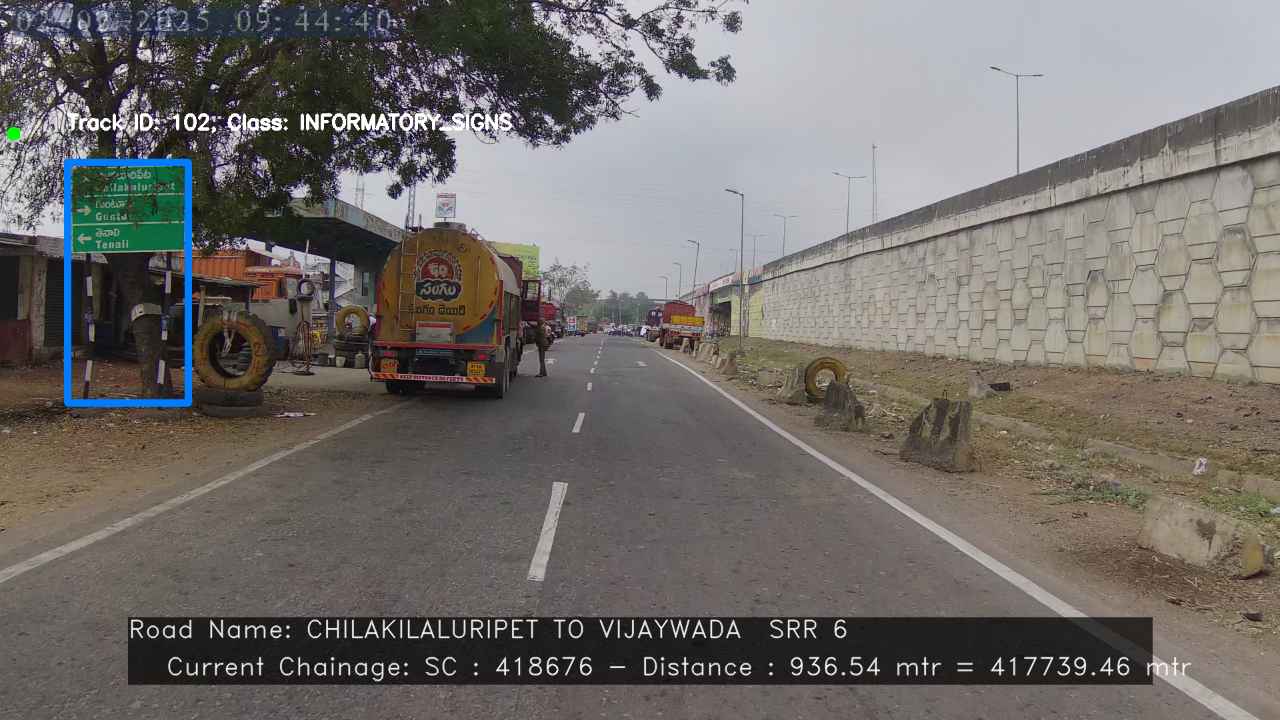 02/02/2025 09:44:40
Track ID: 102, Class: INFORMATORY_SIGNS
గుంటూరు
Guntur
తెనాలి
Tenali
సంగం
సంగం డెయిరీ
Road Name: CHILAKILALURIPET TO VIJAYWADA SRR 6
Current Chainage: SC : 418676 - Distance : 936.54 mtr = 417739.46 mtr